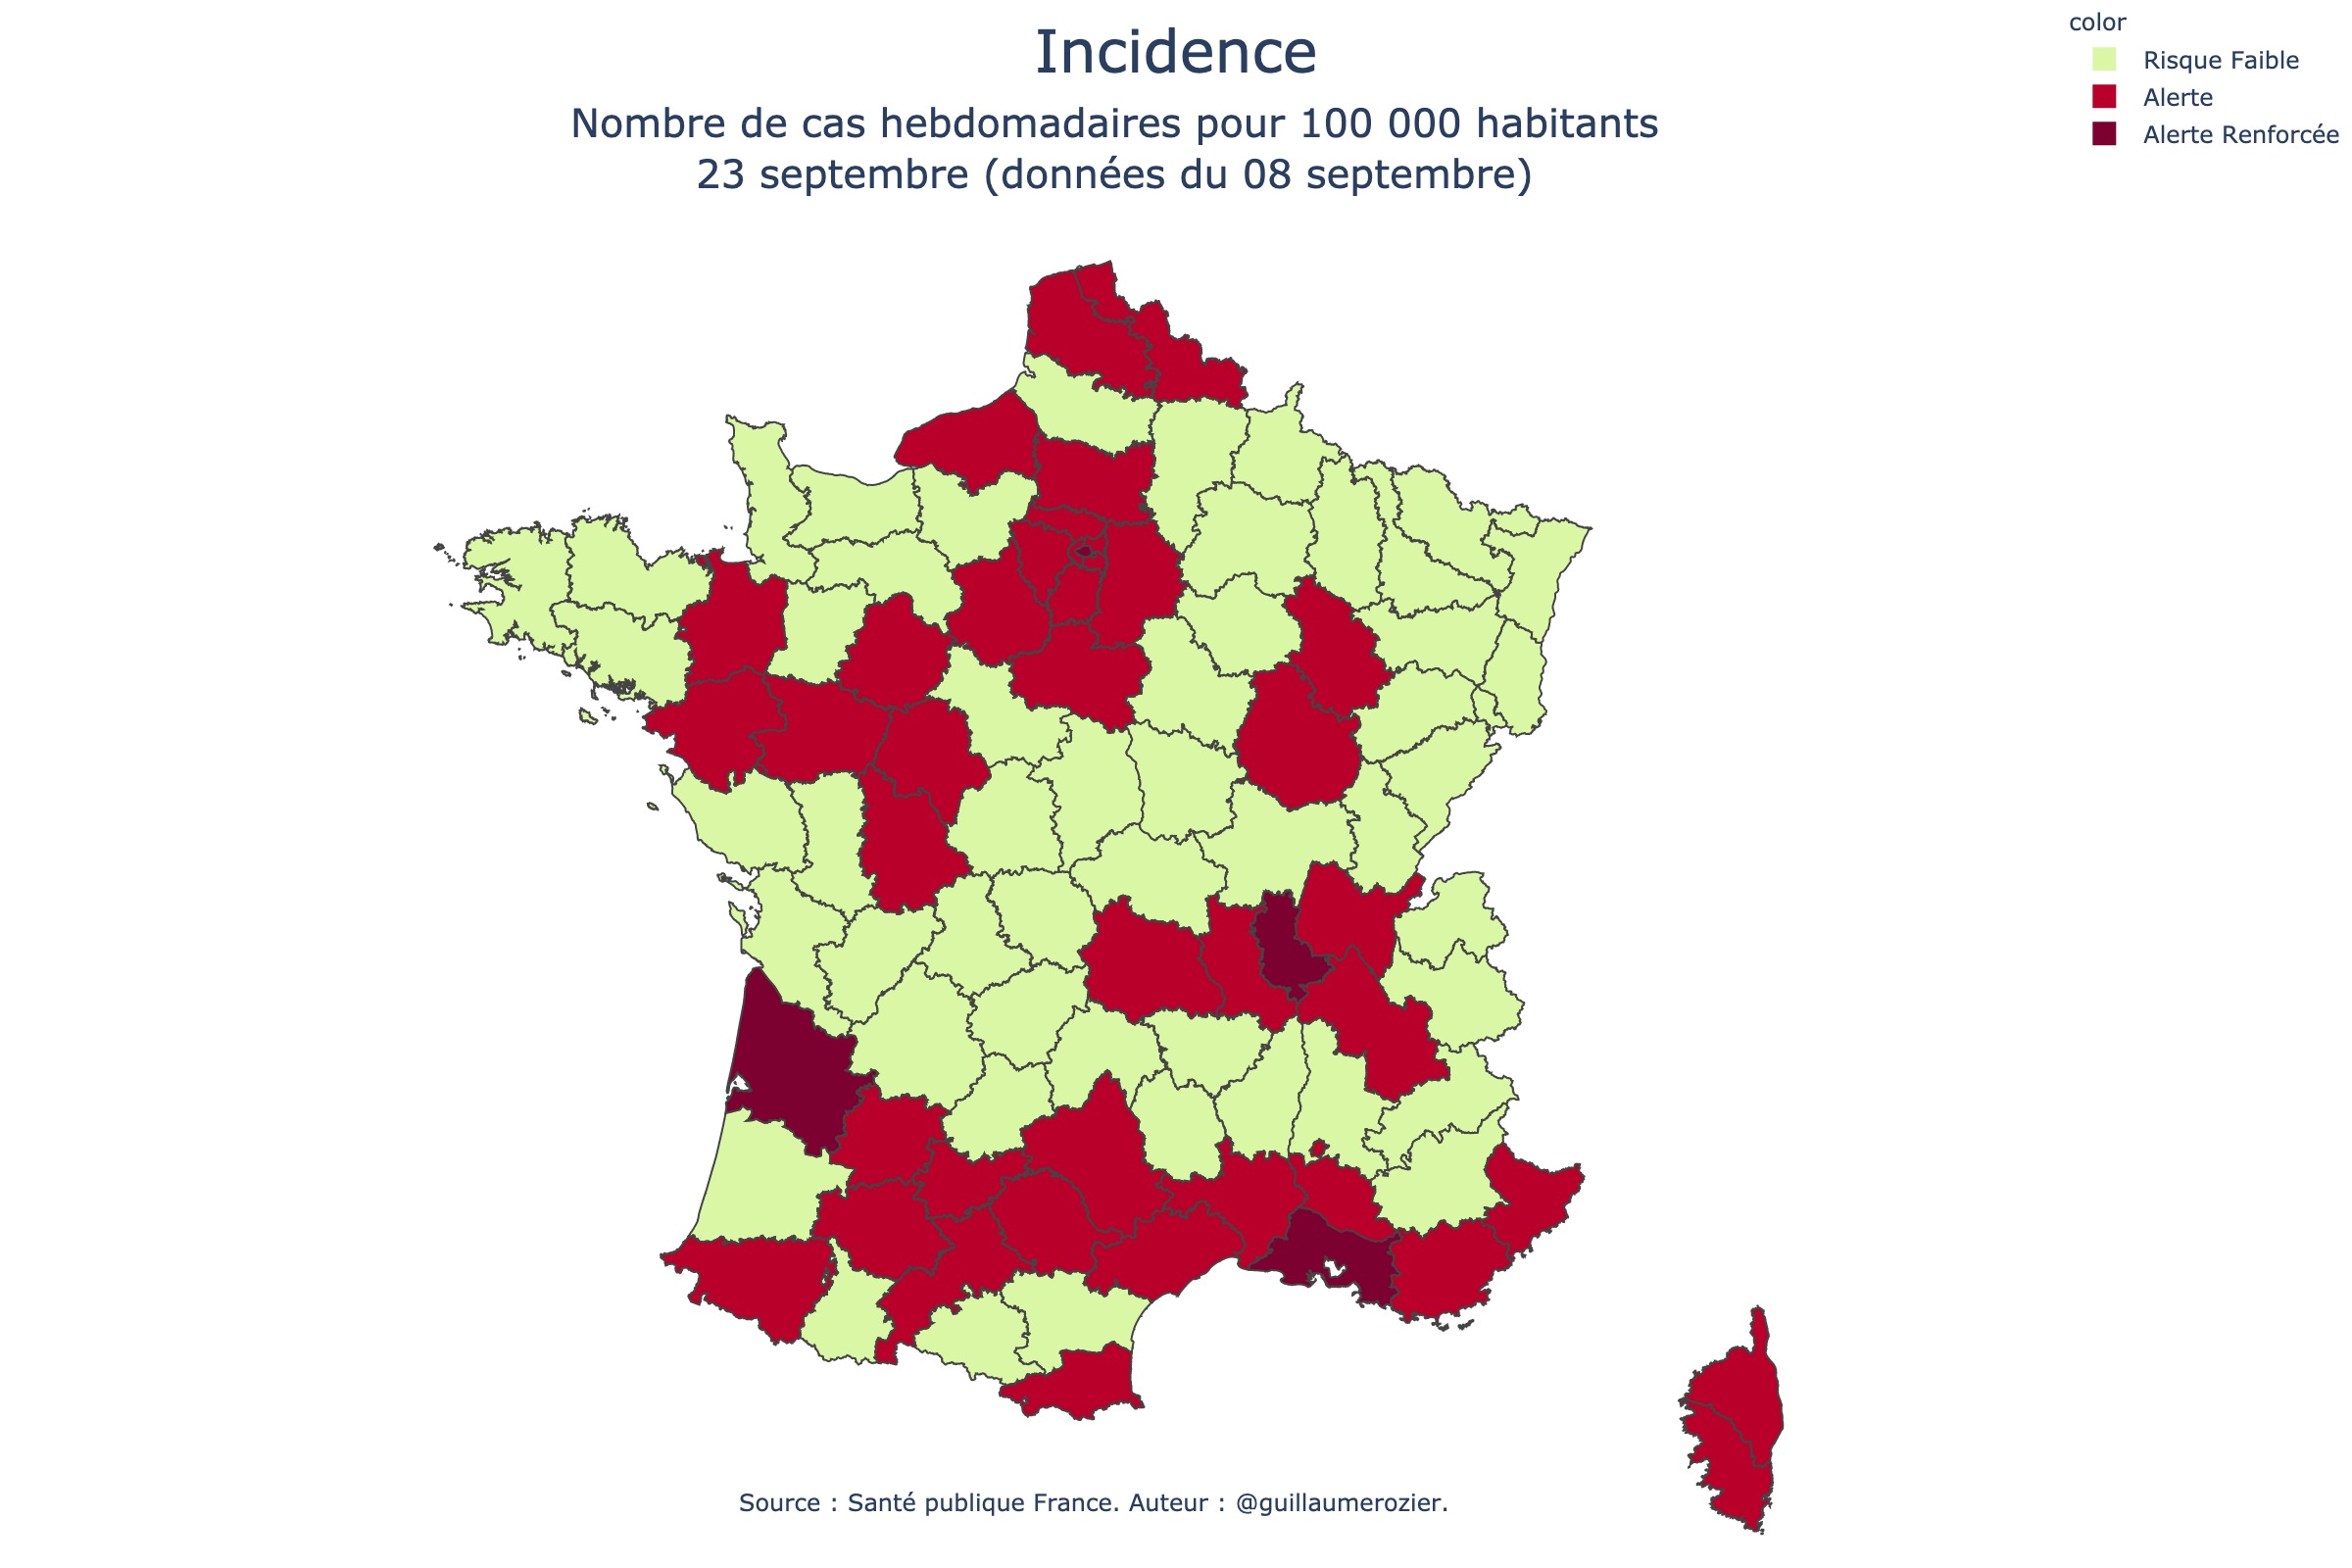 Incidence
Nombre de cas hebdomadaires pour 100 000 habitants
23 septembre (données du 08 septembre)
color
Risque Faible
Alerte
Alerte Renforcée
Source : Santé publique France. Auteur : @guillaumerozier.